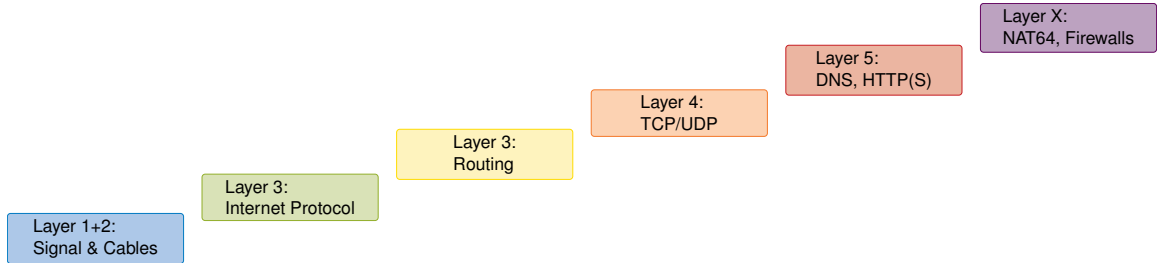 Layer X:
NAT64, Firewalls
Layer 5:
DNS, HTTP(S)
Layer 4:
TCP/UDP
Layer 3:
Routing
Layer 3:
Internet Protocol
Layer 1+2:
Signal & Cables